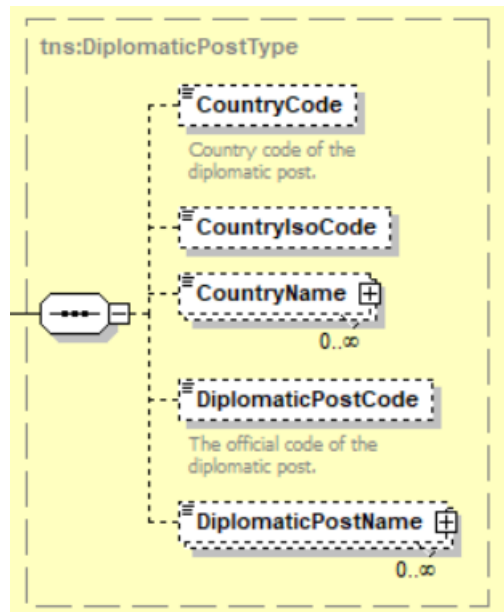 tns:DiplomaticPostType
CountryCode
Country code of the
diplomatic post.
CountryIsoCode
CountryName
0..∞
DiplomaticPostCode
The official code of the
diplomatic post.
DiplomaticPostName
0..∞